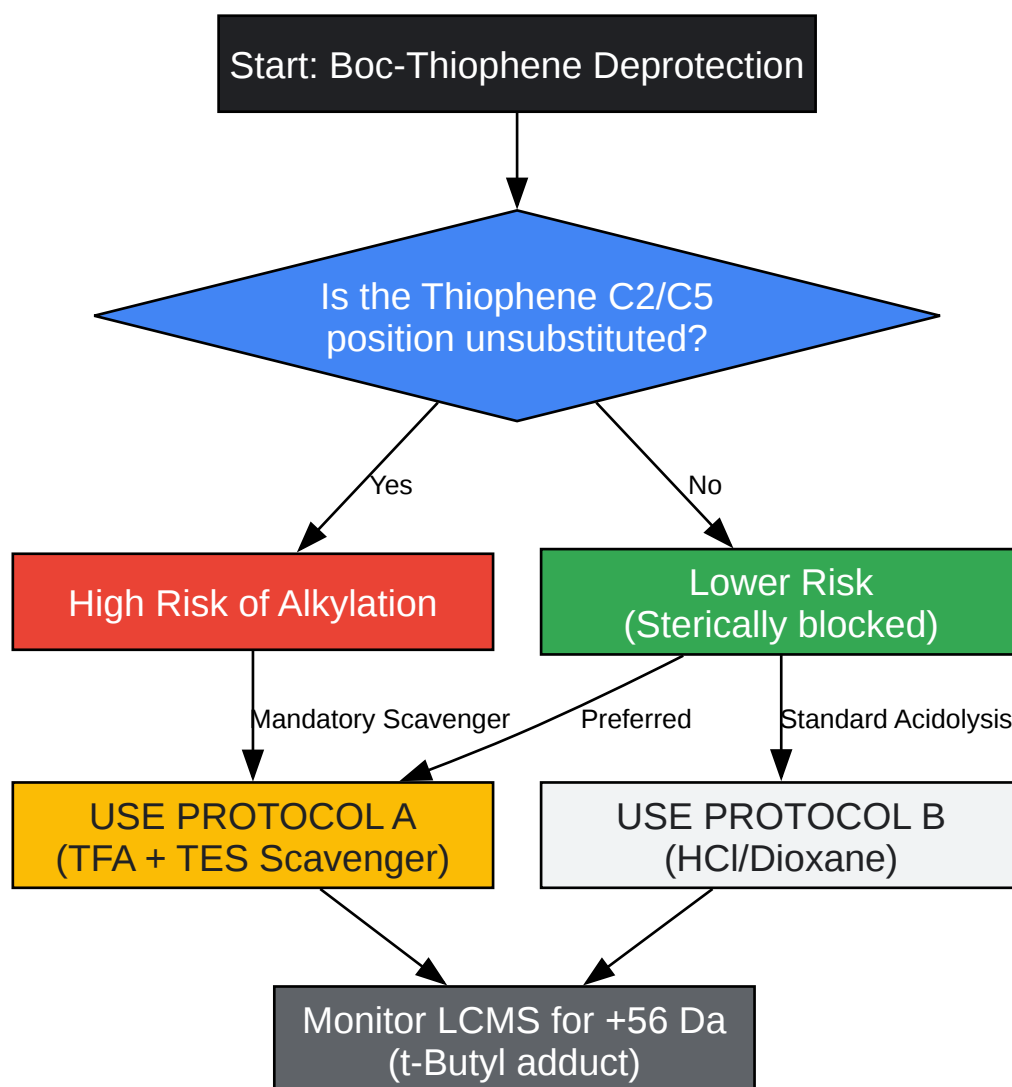 Start: Boc-Thiophene Deprotection
Is the Thiophene C2/C5
position unsubstituted?
Yes
No
High Risk of Alkylation
Lower Risk
(Sterically blocked)
Mandatory Scavenger
Preferred
Standard Acidolysis
USE PROTOCOL A
(TFA + TES Scavenger)
USE PROTOCOL B
(HCl/Dioxane)
Monitor LCMS for +56 Da
(t-Butyl adduct)